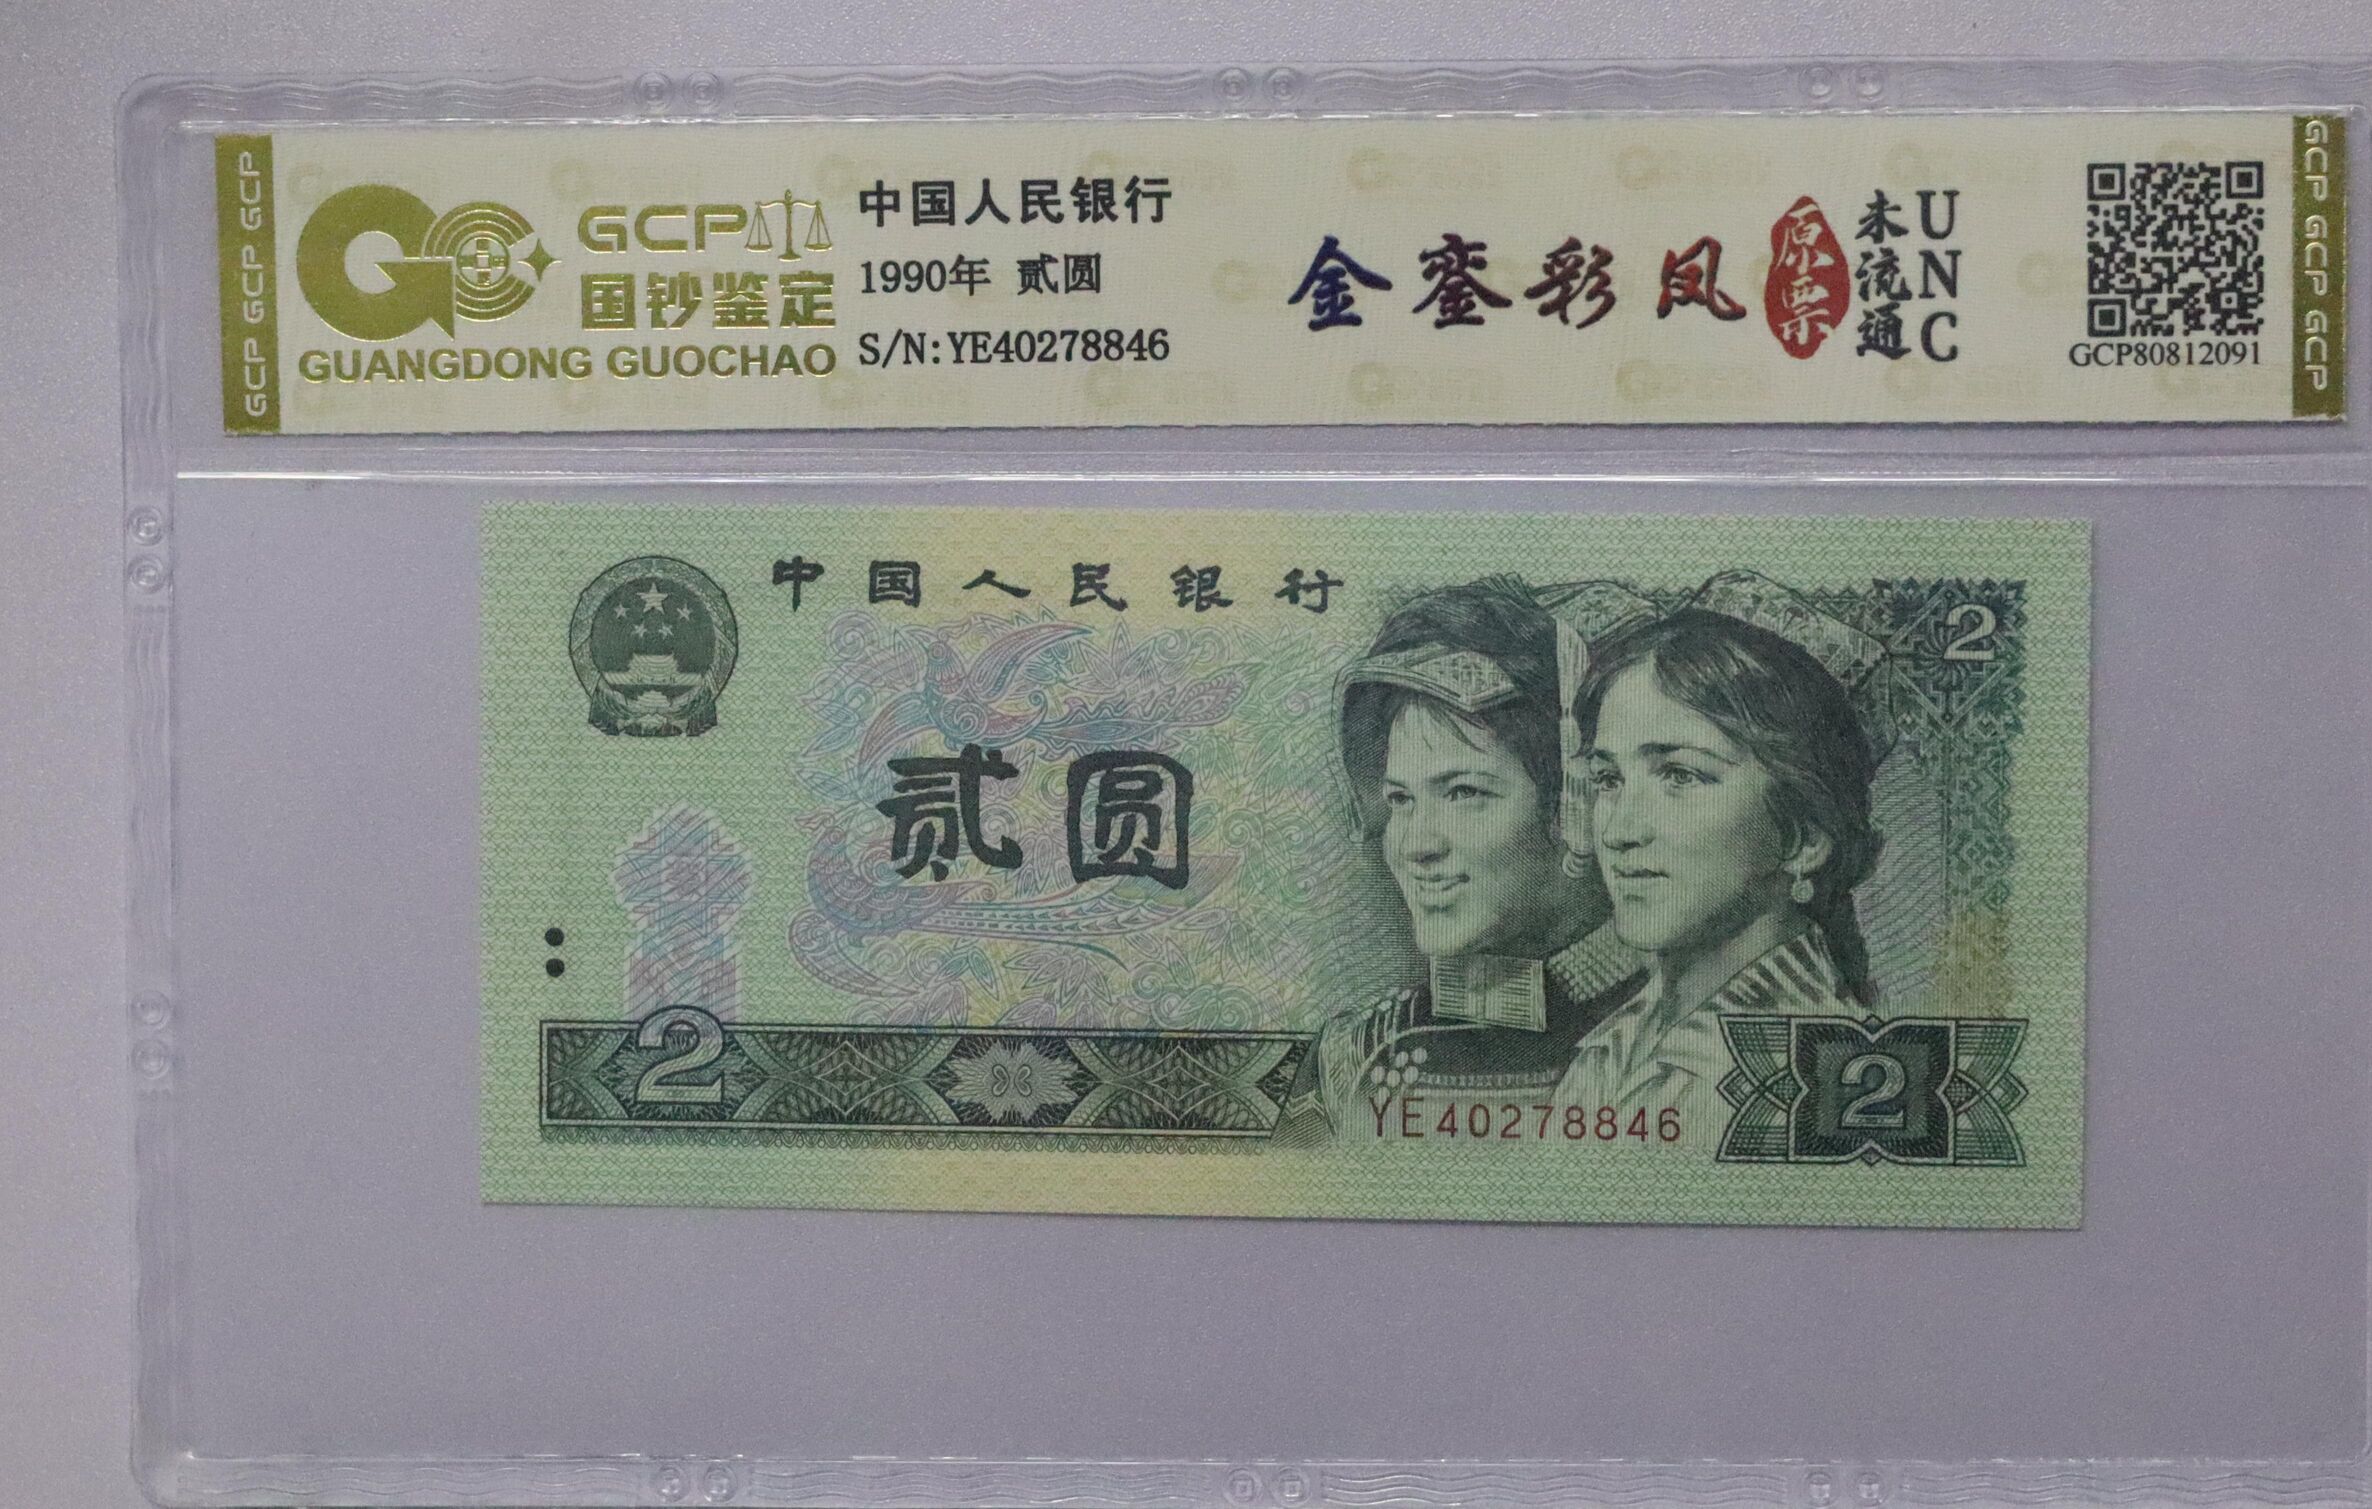 GCP GCP GCP
GCP
国钞鉴定
GUANGDONG GUOCHAO
中国人民银行
1990年 贰圆
S/N:YE40278846
金銮彩凤
原票
未流通
UNC
GCP80812091
GCP GCP GCP
中国人民银行
2
贰圆
2
YE40278846
2